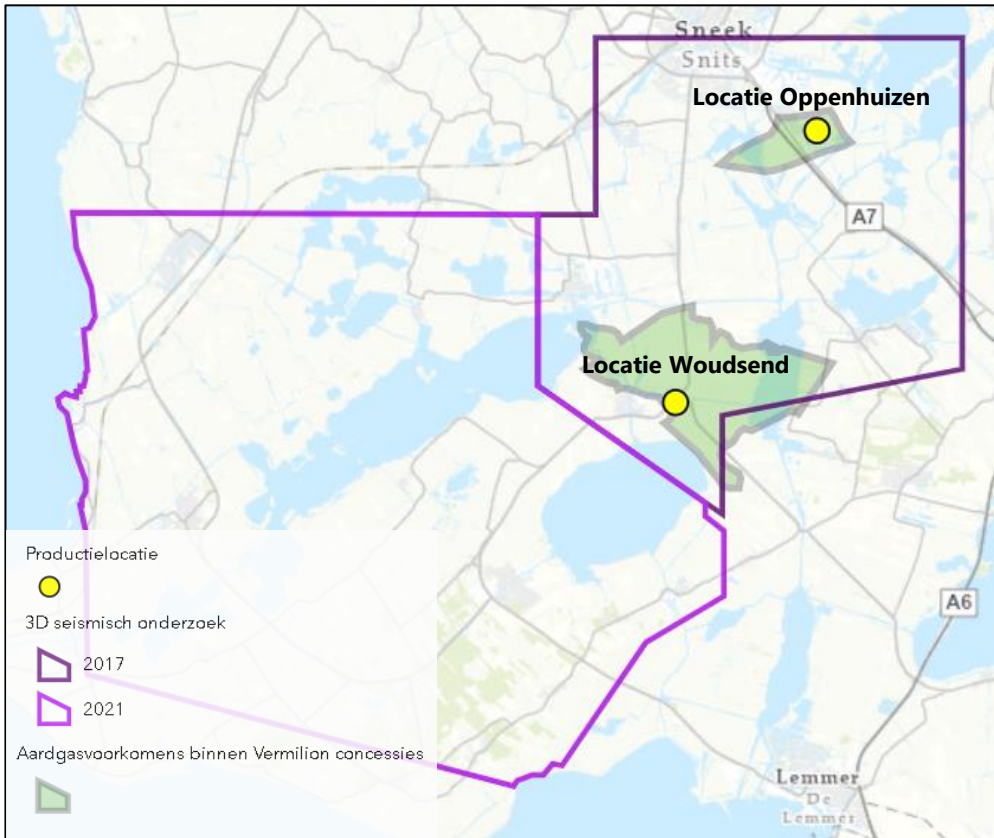 Sneek
Snits
Locatie Oppenhuizen
A7
Locatie Woudsend
A6
Productielocatie
3D seismisch onderzoek
2017
2021
Aardgasvoorkomens binnen Vermilion concessies
Lemmer
De
Lemmer